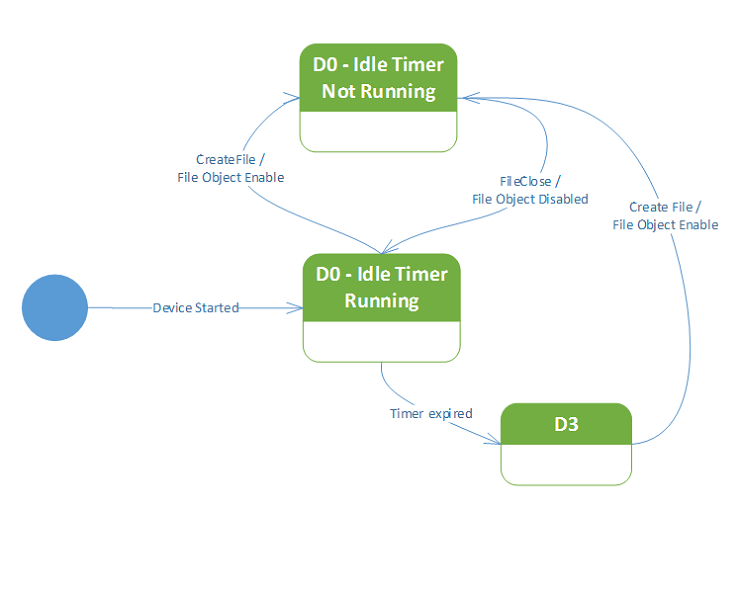 D0 - Idle Timer
Not Running
CreateFile /
File Object Enable
FileClose /
File Object Disabled
Create File /
File Object Enable
D0 - Idle Timer
Running
Device Started
Timer expired
D3